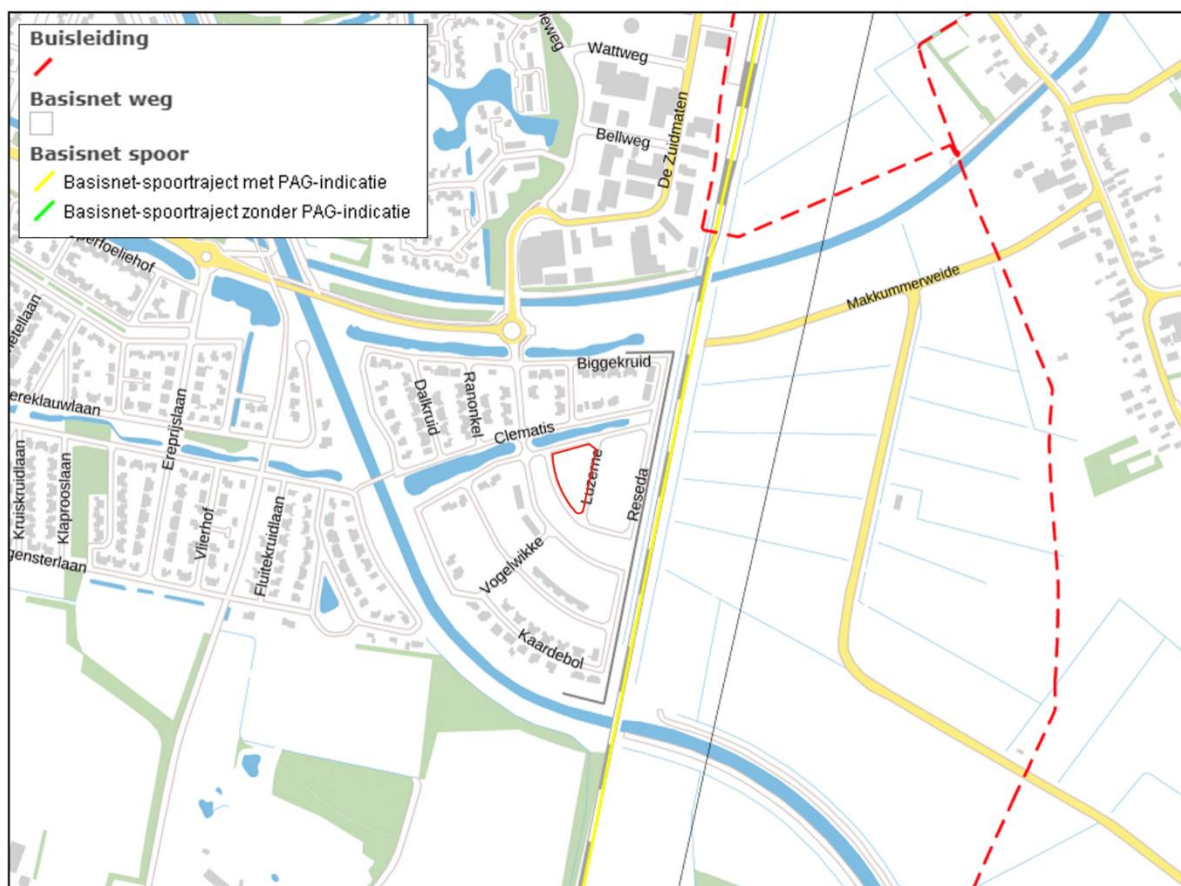 Buisleiding
Basisnet weg
Basisnet spoor
Basisnet-spoortraject met PAG-indicatie
Basisnet-spoortraject zonder PAG-indicatie
Wattweg
Bellweg
De Zuidmaten
Makkummerweide
Biggekruid
Dalkruid
Ranonkel
Clematis
Luzerne
Reseda
Ereprijslaan
Kruiskruidlaan
Klaprooslaan
Vlierhof
Fluitekruidlaan
Vogelwikke
Kaardebol